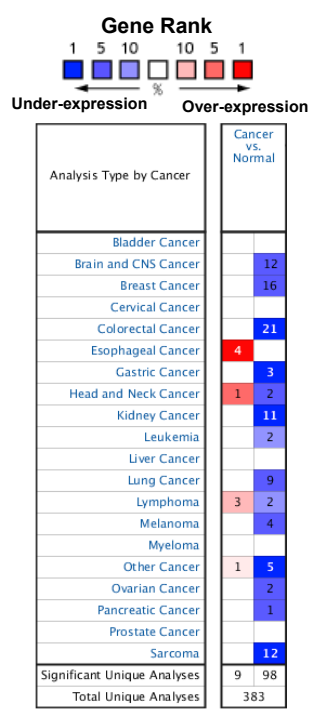 Gene Rank
1 5 10 10 5 1
%
Under-expression Over-expression
Analysis Type by Cancer
Cancer
vs.
Normal
Bladder Cancer
Brain and CNS Cancer 12
Breast Cancer 16
Cervical Cancer
Colorectal Cancer 21
Esophageal Cancer 4
Gastric Cancer 3
Head and Neck Cancer 1 2
Kidney Cancer 11
Leukemia 2
Liver Cancer
Lung Cancer 9
Lymphoma 3 2
Melanoma 4
Myeloma
Other Cancer 1 5
Ovarian Cancer 2
Pancreatic Cancer 1
Prostate Cancer
Sarcoma 12
Significant Unique Analyses 9 98
Total Unique Analyses 383